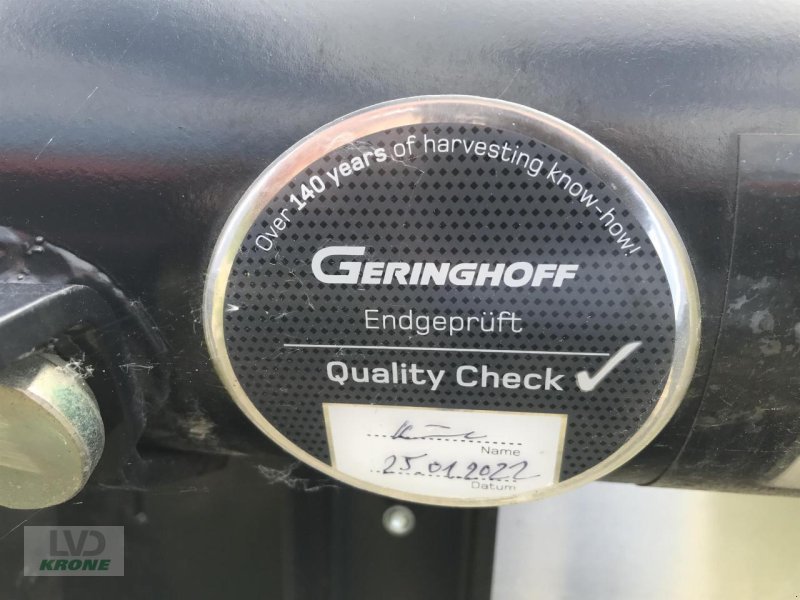 Over 140 years of harvesting know-how!
GERINGHOFF
Endgeprüft
Quality Check
Name
25.01.2022
Datum
LVD
KRONE